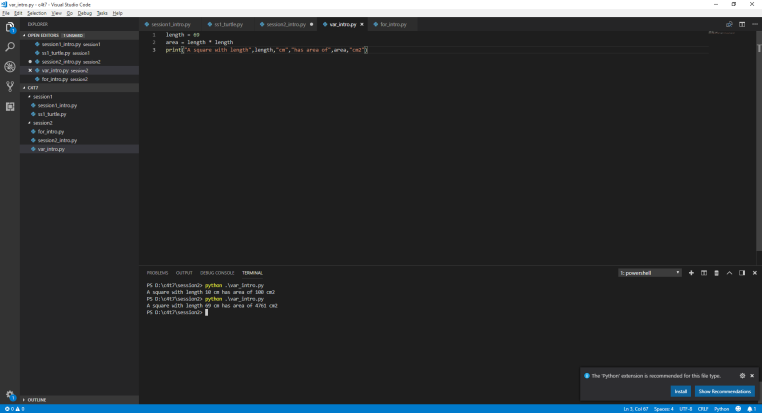 var_intro.py - c4t7 - Visual Studio Code
File Edit Selection View Go Debug Tasks Help
EXPLORER
OPEN EDITORS 1 UNSAVED
session1_intro.py session1
ss1_turtle.py session1
session2_intro.py session2
var_intro.py session2
for_intro.py session2
C4T7
session1
session1_intro.py
ss1_turtle.py
session2
for_intro.py
session2_intro.py
var_intro.py
OUTLINE
session1_intro.py ss1_turtle.py session2_intro.py var_intro.py for_intro.py
1 length = 69
2 area = length * length
3 print("A square with length",length,"cm","has area of",area,"cm2")
PROBLEMS OUTPUT DEBUG CONSOLE TERMINAL
1: powershell
PS D:\c4t7\session2> python .\var_intro.py
A square with length 10 cm has area of 100 cm2
PS D:\c4t7\session2> python .\var_intro.py
A square with length 69 cm has area of 4761 cm2
PS D:\c4t7\session2>
The 'Python' extension is recommended for this file type.
Install Show Recommendations
0 0 Ln 3, Col 67 Spaces: 4 UTF-8 CRLF Python 1